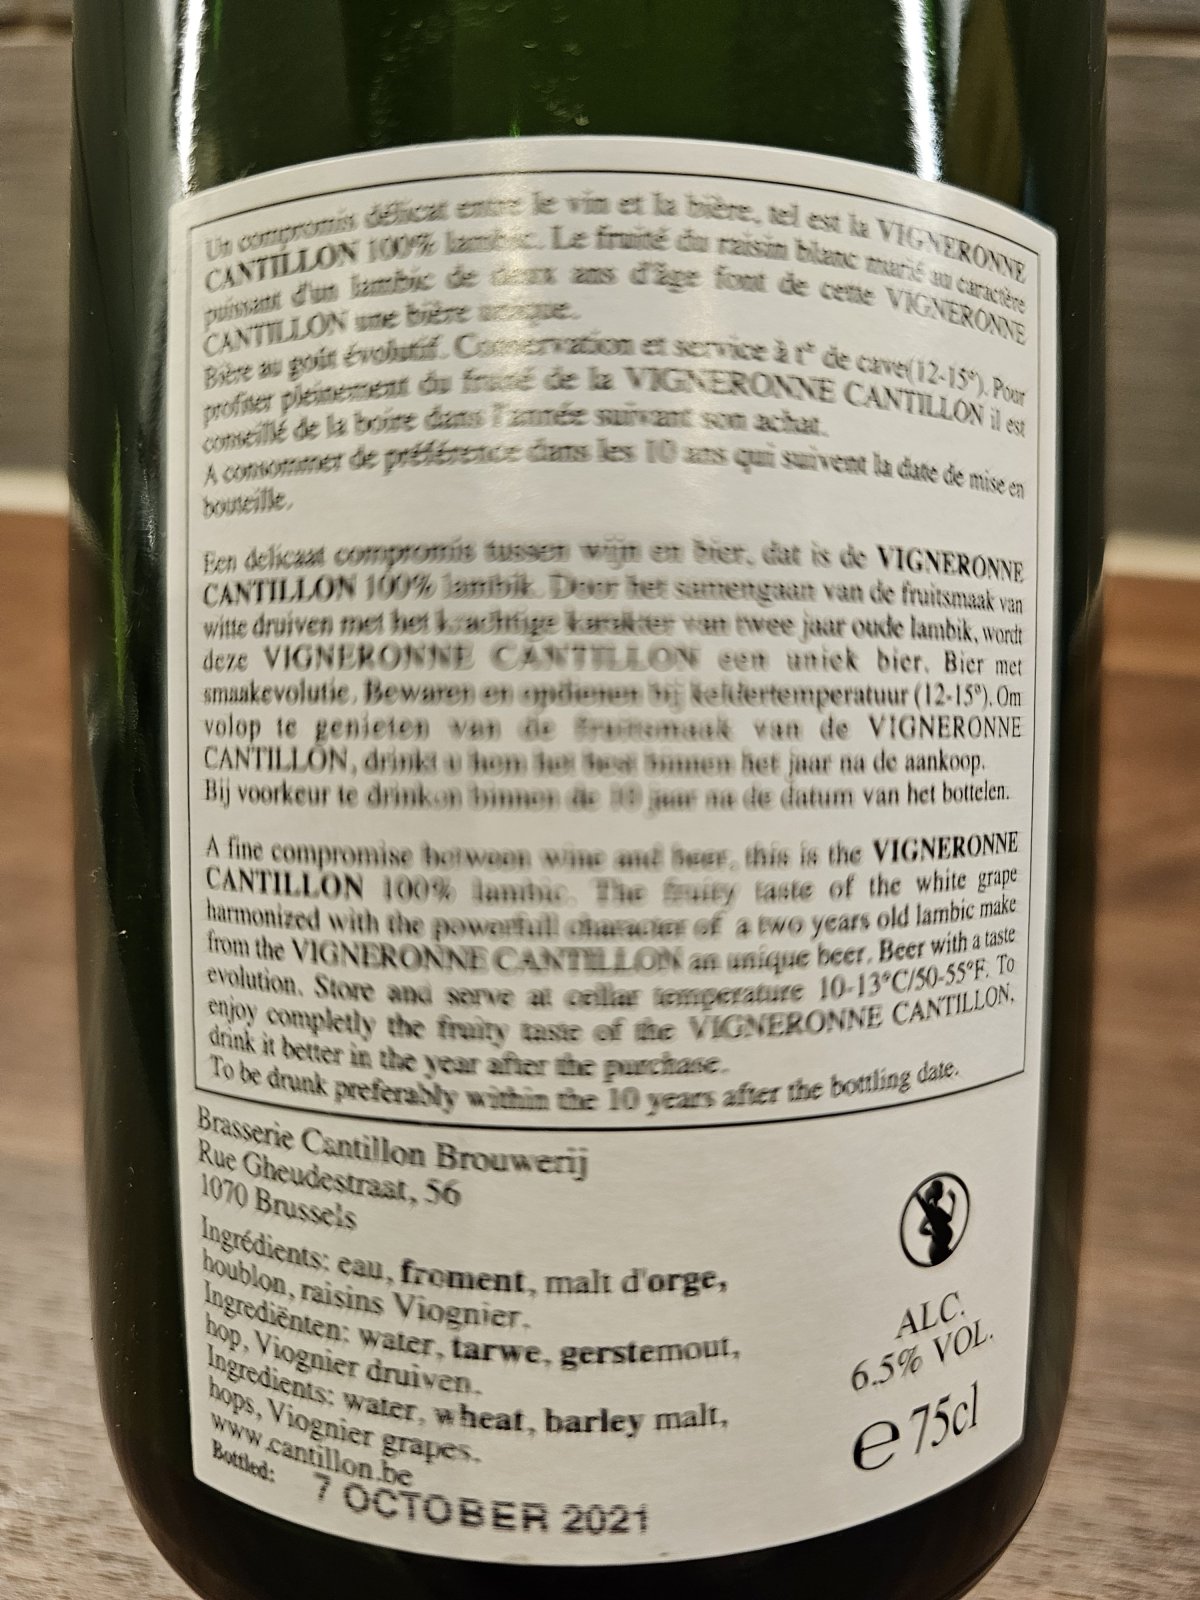 Un compromis délicat entre le vin et la bière, tel est la VIGNERONNE
CANTILLON 100% lambic. Le fruité du raisin blanc marié au caractère
puissant d'un lambic de deux ans d'âge font de cette VIGNERONNE
CANTILLON une bière unique.
Bière au goût évolutif. Conservation et service à t° de cave(12-15°). Pour
profiter pleinement du fruité de la VIGNERONNE CANTILLON il est
conseillé de la boire dans l'année suivant son achat.
A consommer de préférence dans les 10 ans qui suivent la date de mise en
bouteille.
Een delicaat compromis tussen wijn en bier, dat is de VIGNERONNE
CANTILLON 100% lambik. Door het samengaan van de fruitsmaak van
witte druiven met het krachtige karakter van twee jaar oude lambik, wordt
deze VIGNERONNE CANTILLON een uniek bier. Bier met
smaakevolutie. Bewaren en opdienen bij keldertemperatuur (12-15°). Om
volop te genieten van de fruitsmaak van de VIGNERONNE
CANTILLON, drinkt u hem het best binnen het jaar na de aankoop.
Bij voorkeur te drinken binnen de 10 jaar na de datum van het bottelen.
A fine compromise between wine and beer, this is the VIGNERONNE
CANTILLON 100% lambic. The fruity taste of the white grape
harmonized with the powerfull character of a two years old lambic make
from the VIGNERONNE CANTILLON an unique beer. Beer with a taste
evolution. Store and serve at cellar temperature 10-13°C/50-55°F. To
enjoy completly the fruity taste of the VIGNERONNE CANTILLON,
drink it better in the year after the purchase.
To be drunk preferably within the 10 years after the bottling date.
Brasserie Cantillon Brouwerij
Rue Gheudestraat, 56
1070 Brussels
Ingrédients: eau, froment, malt d'orge,
houblon, raisins Viognier.
Ingrediënten: water, tarwe, gerstemout,
hop, Viognier druiven.
Ingredients: water, wheat, barley malt,
hops, Viognier grapes.
www.cantillon.be
Bottled: 7 OCTOBER 2021
ALC.
6.5% VOL.
℮ 75cl